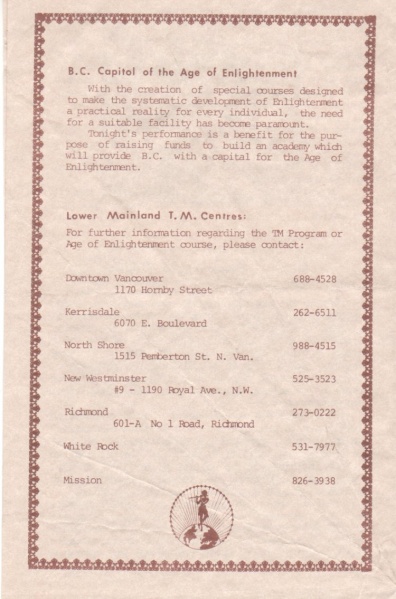 B.C. Capitol of the Age of Enlightenment
With the creation of special courses designed
to make the systematic development of Enlightenment
a practical reality for every individual, the need
for a suitable facility has become paramount.
Tonight's performance is a benefit for the pur-
pose of raising funds to build an academy which
will provide B.C. with a capital for the Age of
Enlightenment.
Lower Mainland T.M. Centres:
For further information regarding the TM Program or
Age of Enlightenment course, please contact:
Downtown Vancouver 688-4528
1170 Hornby Street
Kerrisdale 262-6511
6070 E. Boulevard
North Shore 988-4515
1515 Pemberton St. N. Van.
New Westminster 525-3523
#9 - 1190 Royal Ave., N.W.
Richmond 273-0222
601-A No 1 Road, Richmond
White Rock 531-7977
Mission 826-3938